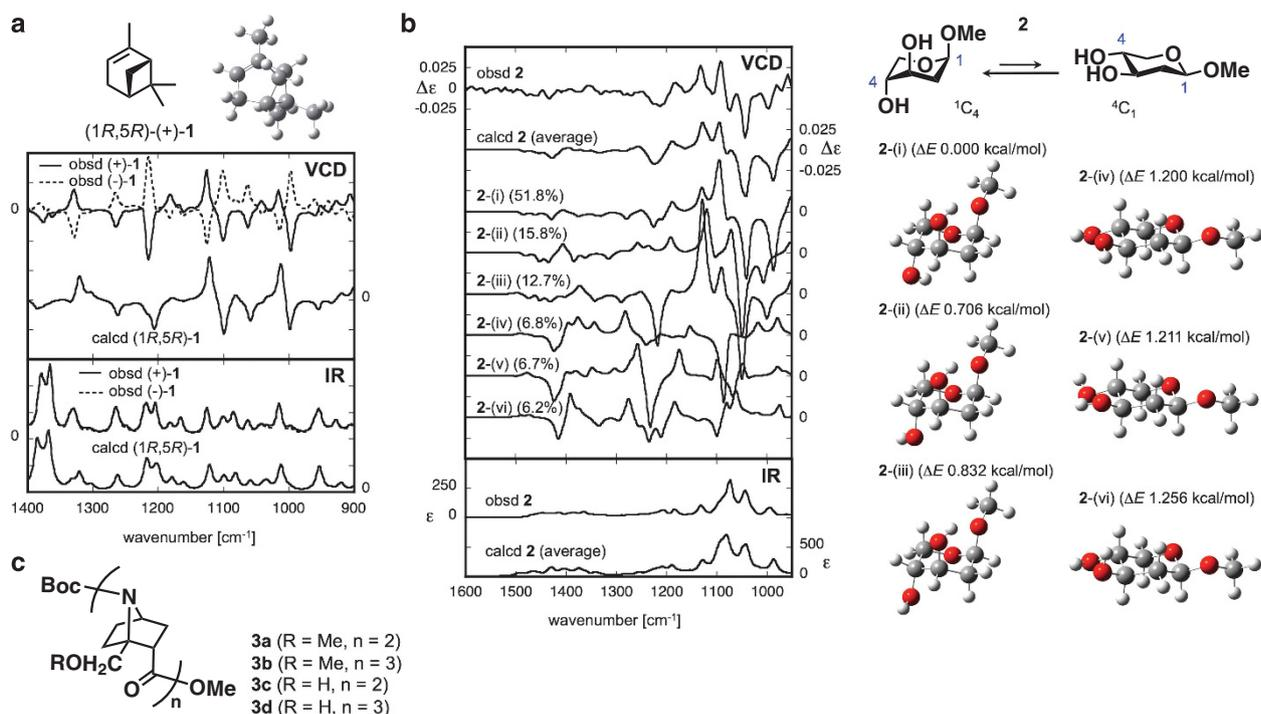 a
(1R,5R)-(+)-1
VCD
obsd (+)-1
obsd (-)-1
0
0
calcd (1R,5R)-1
IR
obsd (+)-1
obsd (-)-1
0
calcd (1R,5R)-1
0
1400 1300 1200 1100 1000 900
wavenumber [cm⁻¹]
b
VCD
0.025
Δε 0
-0.025
obsd 2
calcd 2 (average)
0.025
0 Δε
-0.025
2-(i) (51.8%)
0
2-(ii) (15.8%)
0
2-(iii) (12.7%)
0
2-(iv) (6.8%)
0
2-(v) (6.7%)
0
2-(vi) (6.2%)
0
IR
250
ε 0
obsd 2
500
ε
0
calcd 2 (average)
1600 1500 1400 1300 1200 1100 1000
wavenumber [cm⁻¹]
OH
OMe
1
4
OH
¹C₄
2
4
HO
HO
O
OMe
1
⁴C₁
2-(i) (ΔE 0.000 kcal/mol)
2-(iv) (ΔE 1.200 kcal/mol)
2-(ii) (ΔE 0.706 kcal/mol)
2-(v) (ΔE 1.211 kcal/mol)
2-(iii) (ΔE 0.832 kcal/mol)
2-(vi) (ΔE 1.256 kcal/mol)
c
Boc
N
ROH₂C
O
n
OMe
3a (R = Me, n = 2)
3b (R = Me, n = 3)
3c (R = H, n = 2)
3d (R = H, n = 3)